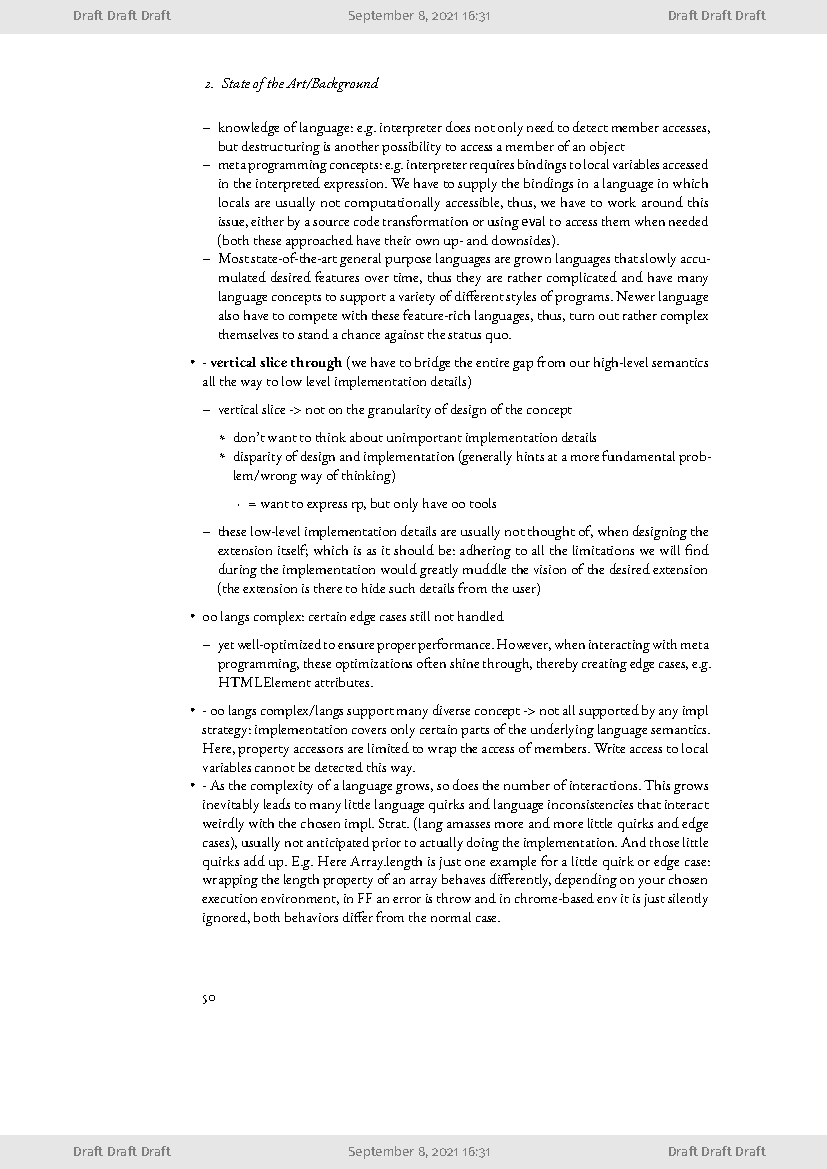 Draft Draft Draft September 8, 2021 16:31 Draft Draft Draft
2. State of the Art/Background
– knowledge of language: e.g. interpreter does not only need to detect member accesses,
but destructuring is another possibility to access a member of an object
– meta programming concepts: e.g. interpreter requires bindings to local variables accessed
in the interpreted expression. We have to supply the bindings in a language in which
locals are usually not computationally accessible, thus, we have to work around this
issue, either by a source code transformation or using eval to access them when needed
(both these approached have their own up- and downsides).
– Most state-of-the-art general purpose languages are grown languages that slowly accu-
mulated desired features over time, thus they are rather complicated and have many
language concepts to support a variety of different styles of programs. Newer language
also have to compete with these feature-rich languages, thus, turn out rather complex
themselves to stand a chance against the status quo.
• - vertical slice through (we have to bridge the entire gap from our high-level semantics
all the way to low level implementation details)
– vertical slice -> not on the granularity of design of the concept
* don't want to think about unimportant implementation details
* disparity of design and implementation (generally hints at a more fundamental prob-
lem/wrong way of thinking)
· = want to express rp, but only have oo tools
– these low-level implementation details are usually not thought of, when designing the
extension itself; which is as it should be: adhering to all the limitations we will find
during the implementation would greatly muddle the vision of the desired extension
(the extension is there to hide such details from the user)
• oo langs complex: certain edge cases still not handled
– yet well-optimized to ensure proper performance. However, when interacting with meta
programming, these optimizations often shine through, thereby creating edge cases, e.g.
HTMLElement attributes.
• - oo langs complex/langs support many diverse concept -> not all supported by any impl
strategy: implementation covers only certain parts of the underlying language semantics.
Here, property accessors are limited to wrap the access of members. Write access to local
variables cannot be detected this way.
• - As the complexity of a language grows, so does the number of interactions. This grows
inevitably leads to many little language quirks and language inconsistencies that interact
weirdly with the chosen impl. Strat. (lang amasses more and more little quirks and edge
cases), usually not anticipated prior to actually doing the implementation. And those little
quirks add up. E.g. Here Array.length is just one example for a little quirk or edge case:
wrapping the length property of an array behaves differently, depending on your chosen
execution environment, in FF an error is throw and in chrome-based env it is just silently
ignored, both behaviors differ from the normal case.
50
Draft Draft Draft September 8, 2021 16:31 Draft Draft Draft